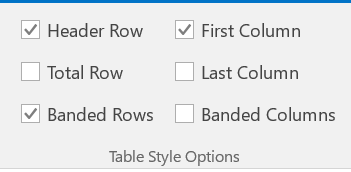 Header Row First Column
Total Row Last Column
Banded Rows Banded Columns
Table Style Options